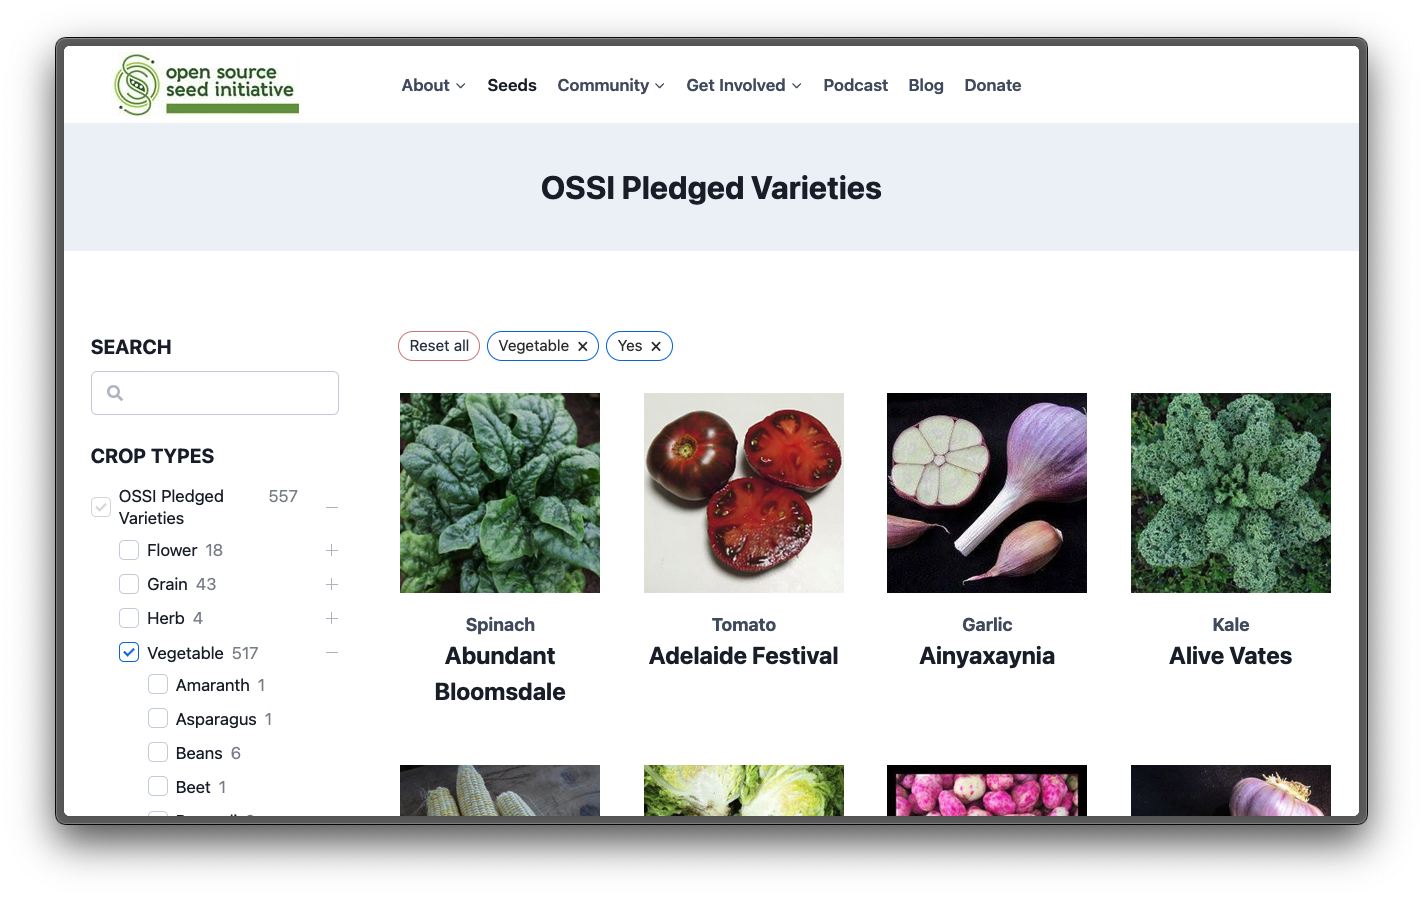 open source
seed initiative
About
Seeds
Community
Get Involved
Podcast
Blog
Donate
OSSI Pledged Varieties
SEARCH
CROP TYPES
OSSI Pledged
Varieties
557
Flower 18
Grain 43
Herb 4
Vegetable 517
Amaranth 1
Asparagus 1
Beans 6
Beet 1
Reset all
Vegetable ×
Yes ×
Spinach
Abundant
Bloomsdale
Tomato
Adelaide Festival
Garlic
Ainyaxaynia
Kale
Alive Vates